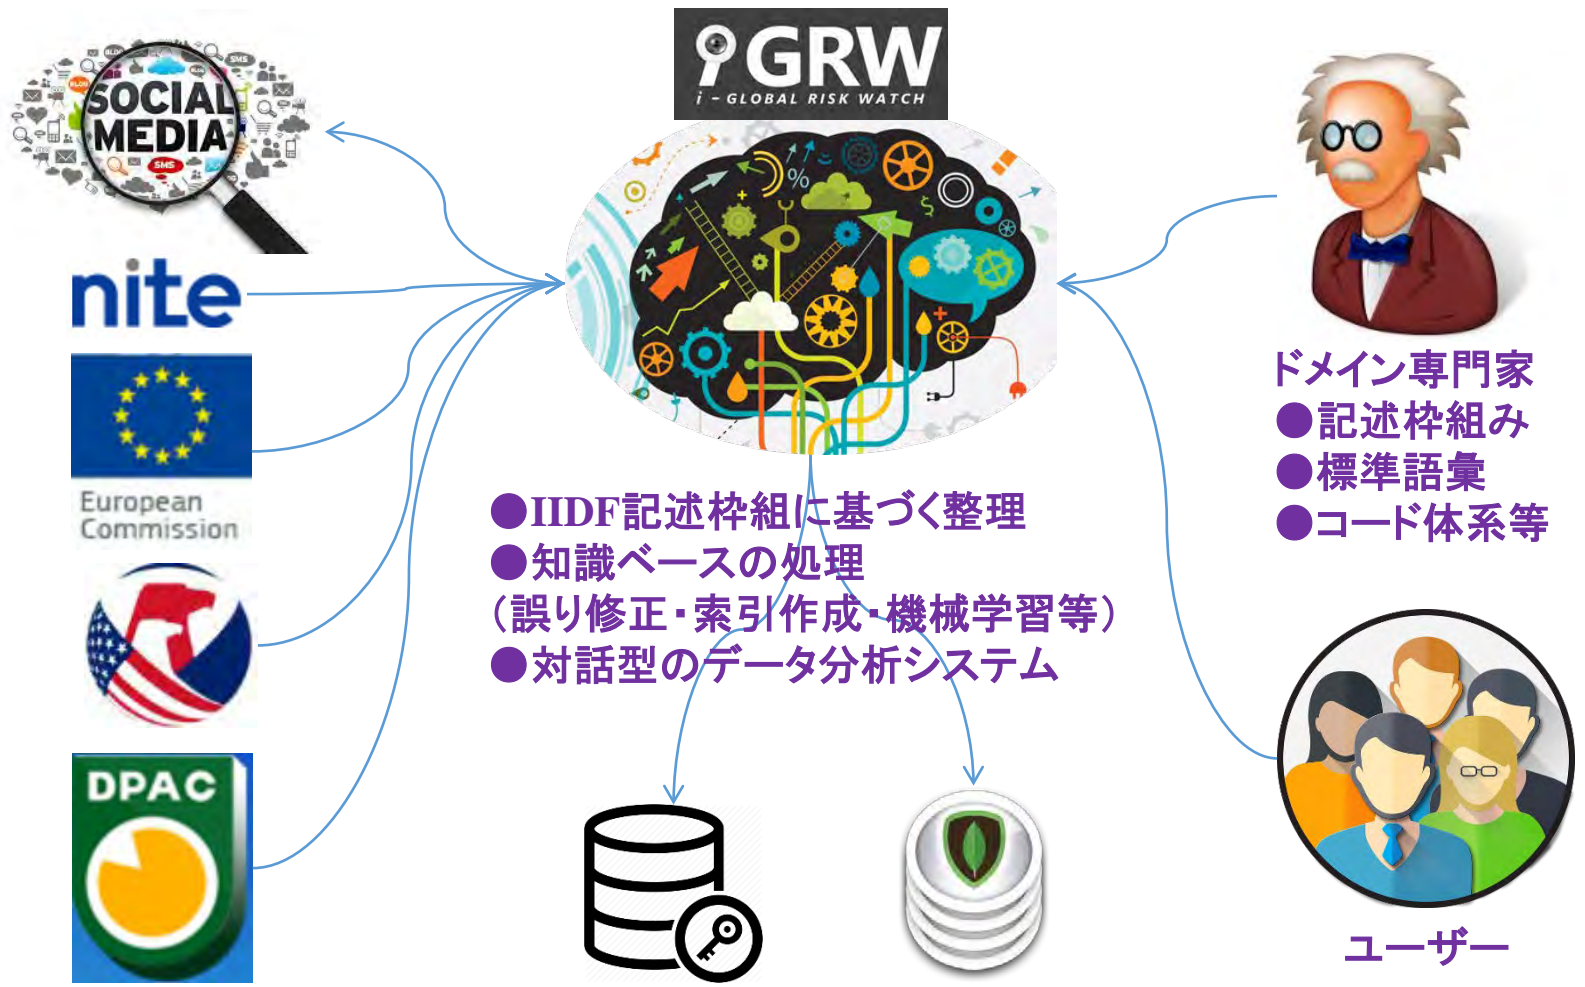 SOCIAL
MEDIA
BLOG
SMS
BLOG
SMS
nite
European
Commission
DPAC
GRW
i - GLOBAL RISK WATCH
%
$
●IIDF記述枠組に基づく整理
●知識ベースの処理
（誤り修正・索引作成・機械学習等）
●対話型のデータ分析システム
ドメイン専門家
●記述枠組み
●標準語彙
●コード体系等
ユーザー